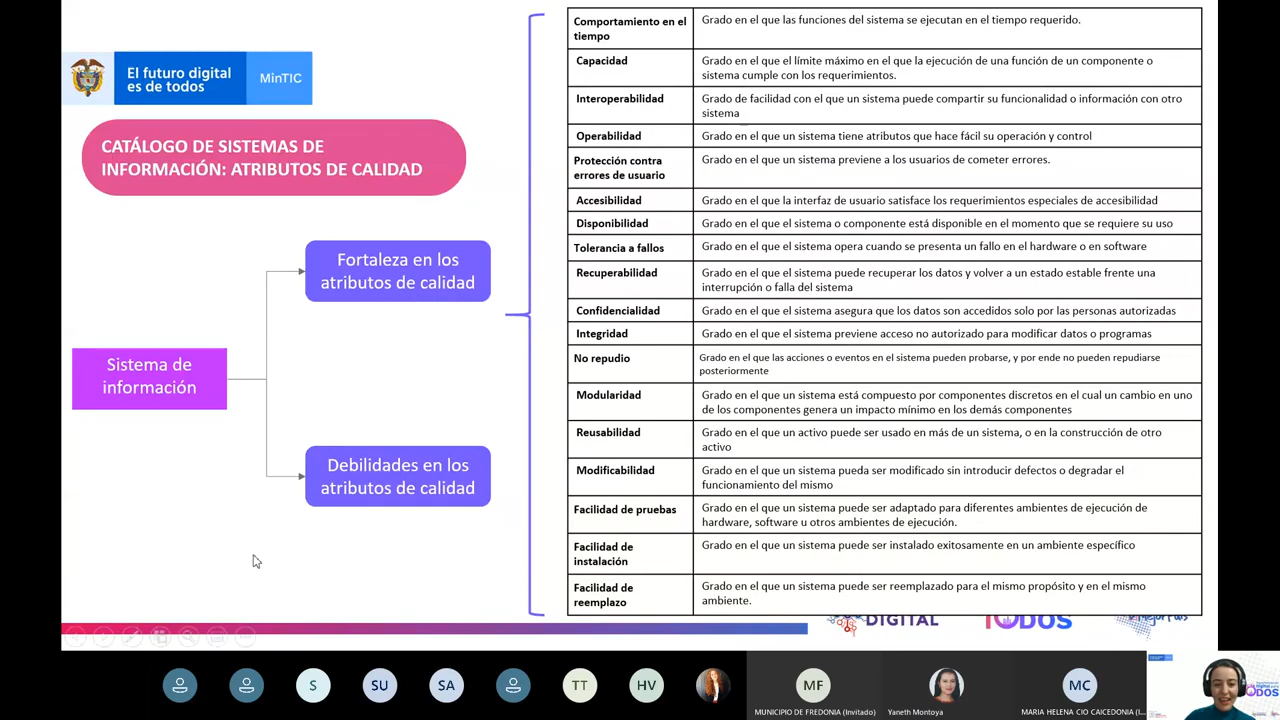 El futuro digital
es de todos
MinTIC
CATÁLOGO DE SISTEMAS DE
INFORMACIÓN: ATRIBUTOS DE CALIDAD
Sistema de
información
Fortaleza en los
atributos de calidad
Debilidades en los
atributos de calidad
Comportamiento en el
tiempo
Grado en el que las funciones del sistema se ejecutan en el tiempo requerido.
Capacidad
Grado en el que el límite máximo en el que la ejecución de una función de un componente o
sistema cumple con los requerimientos.
Interoperabilidad
Grado de facilidad con el que un sistema puede compartir su funcionalidad o información con otro
sistema
Operabilidad
Grado en el que un sistema tiene atributos que hace fácil su operación y control
Protección contra
errores de usuario
Grado en el que un sistema previene a los usuarios de cometer errores.
Accesibilidad
Grado en el que la interfaz de usuario satisface los requerimientos especiales de accesibilidad
Disponibilidad
Grado en el que el sistema o componente está disponible en el momento que se requiere su uso
Tolerancia a fallos
Grado en el que el sistema opera cuando se presenta un fallo en el hardware o en software
Recuperabilidad
Grado en el que el sistema puede recuperar los datos y volver a un estado estable frente una
interrupción o falla del sistema
Confidencialidad
Grado en el que el sistema asegura que los datos son accedidos solo por las personas autorizadas
Integridad
Grado en el que el sistema previene acceso no autorizado para modificar datos o programas
No repudio
Grado en el que las acciones o eventos en el sistema pueden probarse, y por ende no pueden repudiarse
posteriormente
Modularidad
Grado en el que un sistema está compuesto por componentes discretos en el cual un cambio en uno
de los componentes genera un impacto mínimo en los demás componentes
Reusabilidad
Grado en el que un activo puede ser usado en más de un sistema, o en la construcción de otro
activo
Modificabilidad
Grado en el que un sistema pueda ser modificado sin introducir defectos o degradar el
funcionamiento del mismo
Facilidad de pruebas
Grado en el que un sistema puede ser adaptado para diferentes ambientes de ejecución de
hardware, software u otros ambientes de ejecución.
Facilidad de
instalación
Grado en el que un sistema puede ser instalado exitosamente en un ambiente específico
Facilidad de
reemplazo
Grado en el que un sistema puede ser reemplazado para el mismo propósito y en el mismo
ambiente.
DIGITAL
S
SU
SA
TT
HV
MF
MC
MUNICIPIO DE FREDONIA (Invitado)
Yaneth Montoya
MARIA HELENA CIO CAICEDONIA (I...